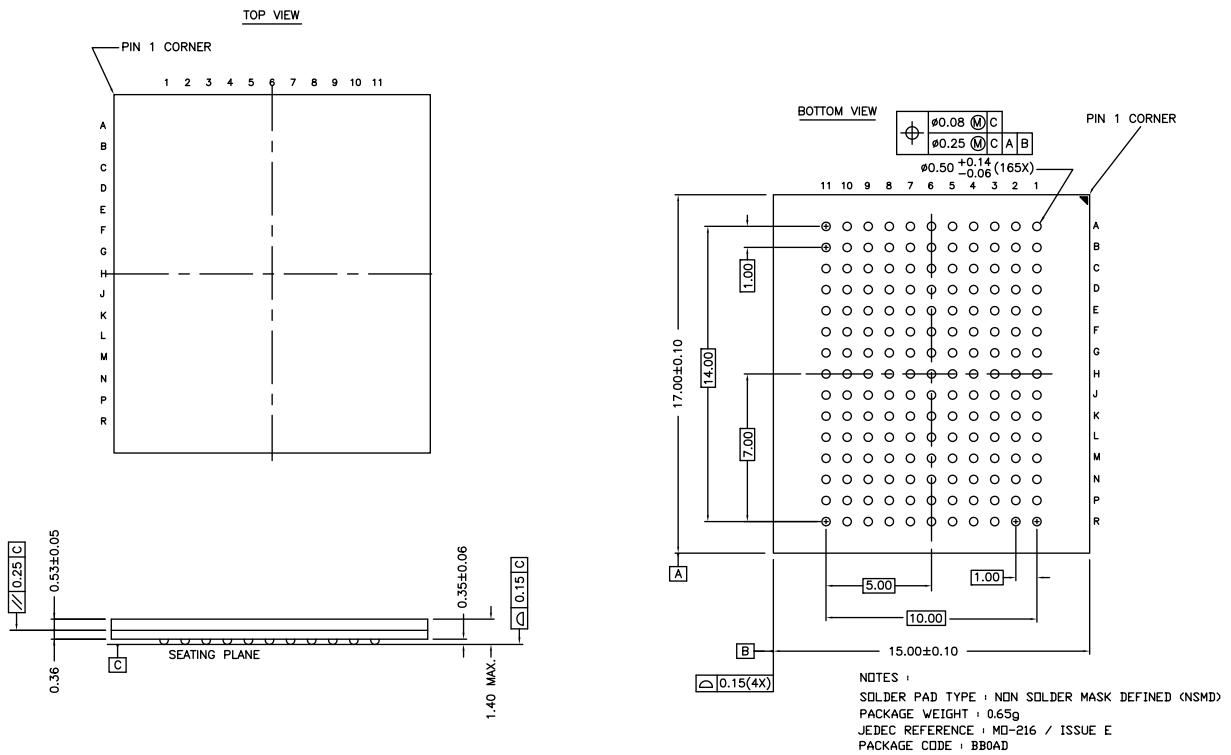 TOP VIEW
PIN 1 CORNER
1 2 3 4 5 6 7 8 9 10 11
A
B
C
D
E
F
G
H
J
K
L
M
N
P
R
BOTTOM VIEW
⌀0.08 Ⓜ C
⌀0.25 Ⓜ C A B
PIN 1 CORNER
⌀0.50 +0.14 -0.06 (165X)
11 10 9 8 7 6 5 4 3 2 1
A
B
C
D
E
F
G
H
J
K
L
M
N
P
R
1.00
17.00±0.10
14.00
7.00
A
5.00
1.00
10.00
B
15.00±0.10
0.15(4X)
0.25 C
0.53±0.05
0.36
C
SEATING PLANE
0.35±0.06
0.15 C
1.40 MAX.
NOTES :
SOLDER PAD TYPE : NON SOLDER MASK DEFINED (NSMD)
PACKAGE WEIGHT : 0.65g
JEDEC REFERENCE : MO-216 / ISSUE E
PACKAGE CODE : BB0AD